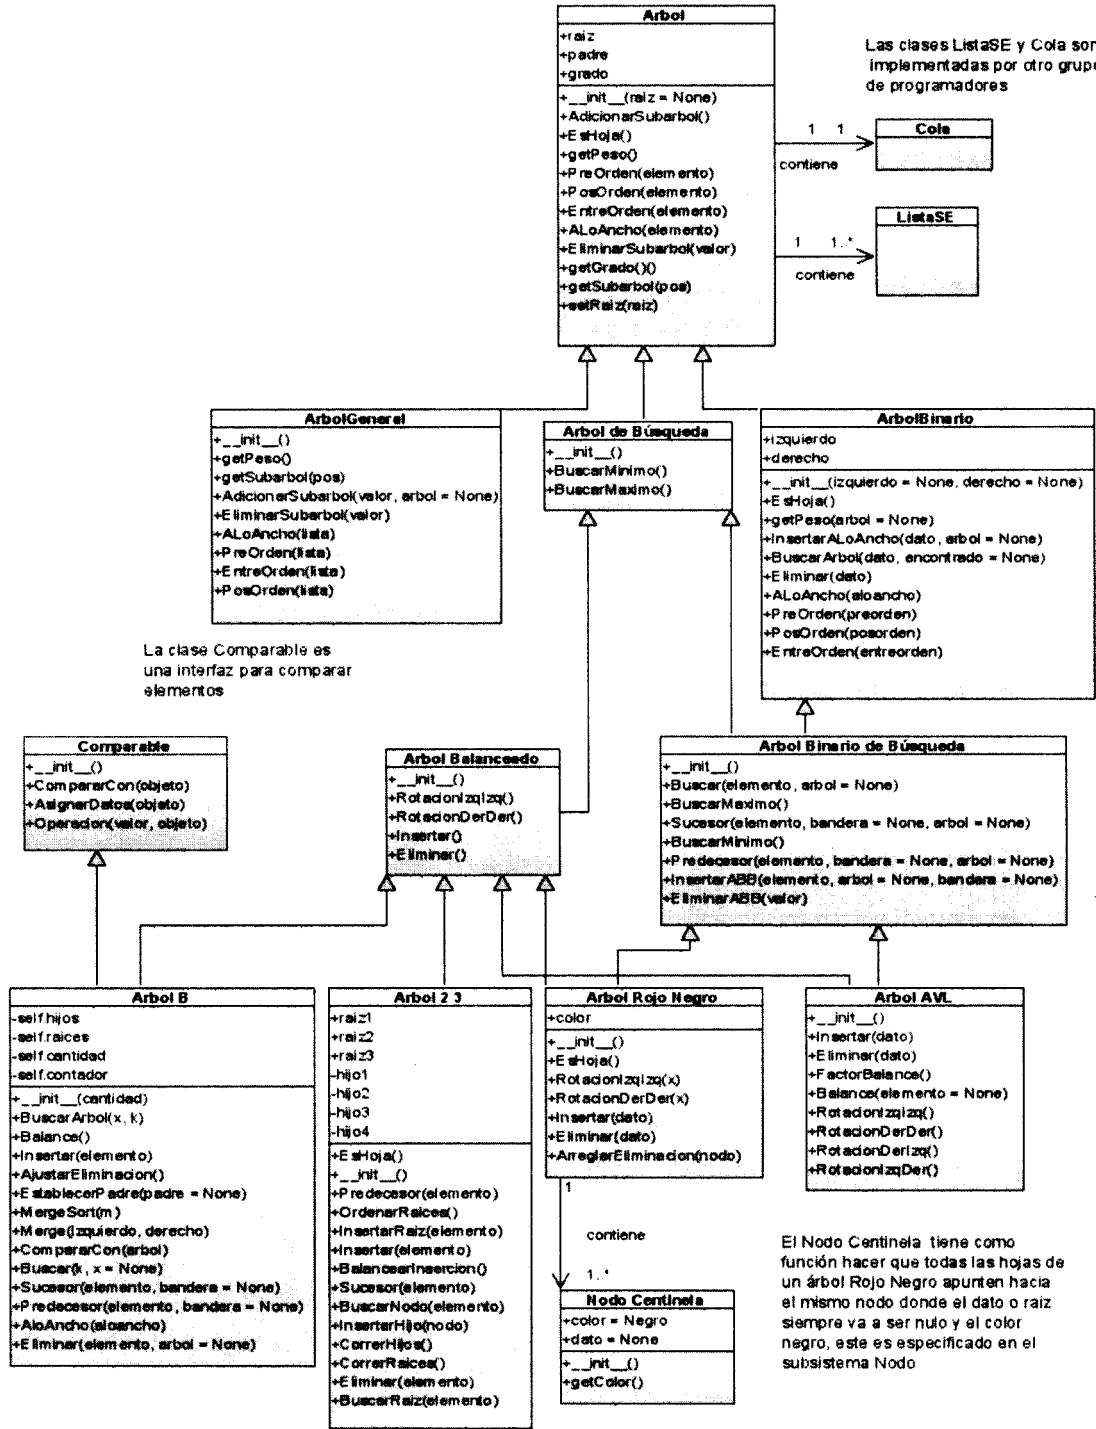 Arbol
+raiz
+padre
+grado
+__init__(raiz = None)
+AdicionarSubarbol()
+EsHoja()
+getPeso()
+PreOrden(elemento)
+PosOrden(elemento)
+EntreOrden(elemento)
+ALoAncho(elemento)
+EliminarSubarbol(valor)
+getGrado()()
+getSubarbol(pos)
+setRaiz(raiz)
Las clases ListaSE y Cola son
implementadas por otro grupo
de programadores
1 1
contiene
Cola
1 1..*
contiene
ListaSE
ArbolGeneral
+__init__()
+getPeso()
+getSubarbol(pos)
+AdicionarSubarbol(valor, arbol = None)
+EliminarSubarbol(valor)
+ALoAncho(lista)
+PreOrden(lista)
+EntreOrden(lista)
+PosOrden(lista)
Arbol de Búsqueda
+__init__()
+BuscarMinimo()
+BuscarMaximo()
ArbolBinario
+izquierdo
+derecho
+__init__(izquierdo = None, derecho = None)
+EsHoja()
+getPeso(arbol = None)
+InsertarALoAncho(dato, arbol = None)
+BuscarArbol(dato, encontrado = None)
+Eliminar(dato)
+ALoAncho(aloancho)
+PreOrden(preorden)
+PosOrden(posorden)
+EntreOrden(entreorden)
La clase Comparable es
una interfaz para comparar
elementos
Comparable
+__init__()
+CompararCon(objeto)
+AsignarDatos(objeto)
+Operacion(valor, objeto)
Arbol Balanceado
+__init__()
+RotacionIzqIzq()
+RotacionDerDer()
+Insertar()
+Eliminar()
Arbol Binario de Búsqueda
+__init__()
+Buscar(elemento, arbol = None)
+BuscarMaximo()
+Sucesor(elemento, bandera = None, arbol = None)
+BuscarMinimo()
+Predecesor(elemento, bandera = None, arbol = None)
+InsertarABB(elemento, arbol = None, bandera = None)
+EliminarABB(valor)
Arbol B
-self.hijos
-self.raices
-self.cantidad
-self.contador
+__init__(cantidad)
+BuscarArbol(x, k)
+Balance()
+Insertar(elemento)
+AjustarEliminacion()
+EstablecerPadre(padre = None)
+MergeSort(m)
+Merge(Izquierdo, derecho)
+CompararCon(arbol)
+Buscar(k, x = None)
+Sucesor(elemento, bandera = None)
+Predecesor(elemento, bandera = None)
+AloAncho(aloancho)
+Eliminar(elemento, arbol = None)
Arbol 2 3
+raiz1
+raiz2
+raiz3
-hijo1
-hijo2
-hijo3
-hijo4
+EsHoja()
+__init__()
+Predecesor(elemento)
+OrdenarRaices()
+InsertarRaiz(elemento)
+Insertar(elemento)
+BalancearInsercion()
+Sucesor(elemento)
+BuscarNodo(elemento)
+InsertarHijo(nodo)
+CorrerHijos()
+CorrerRaices()
+Eliminar(elemento)
+BuscarRaiz(elemento)
Arbol Rojo Negro
+color
+__init__()
+EsHoja()
+RotacionIzqIzq(x)
+RotacionDerDer(x)
+Insertar(dato)
+Eliminar(dato)
+ArreglarEliminacion(nodo)
1
contiene
1..*
Nodo Centinela
+color = Negro
+dato = None
+__init__()
+getColor()
Arbol AVL
+__init__()
+Insertar(dato)
+Eliminar(dato)
+FactorBalance()
+Balance(elemento = None)
+RotacionIzqIzq()
+RotacionDerDer()
+RotacionDerIzq()
+RotacionIzqDer()
El Nodo Centinela tiene como
función hacer que todas las hojas de
un árbol Rojo Negro apunten hacia
el mismo nodo donde el dato o raiz
siempre va a ser nulo y el color
negro, este es especificado en el
subsistema Nodo